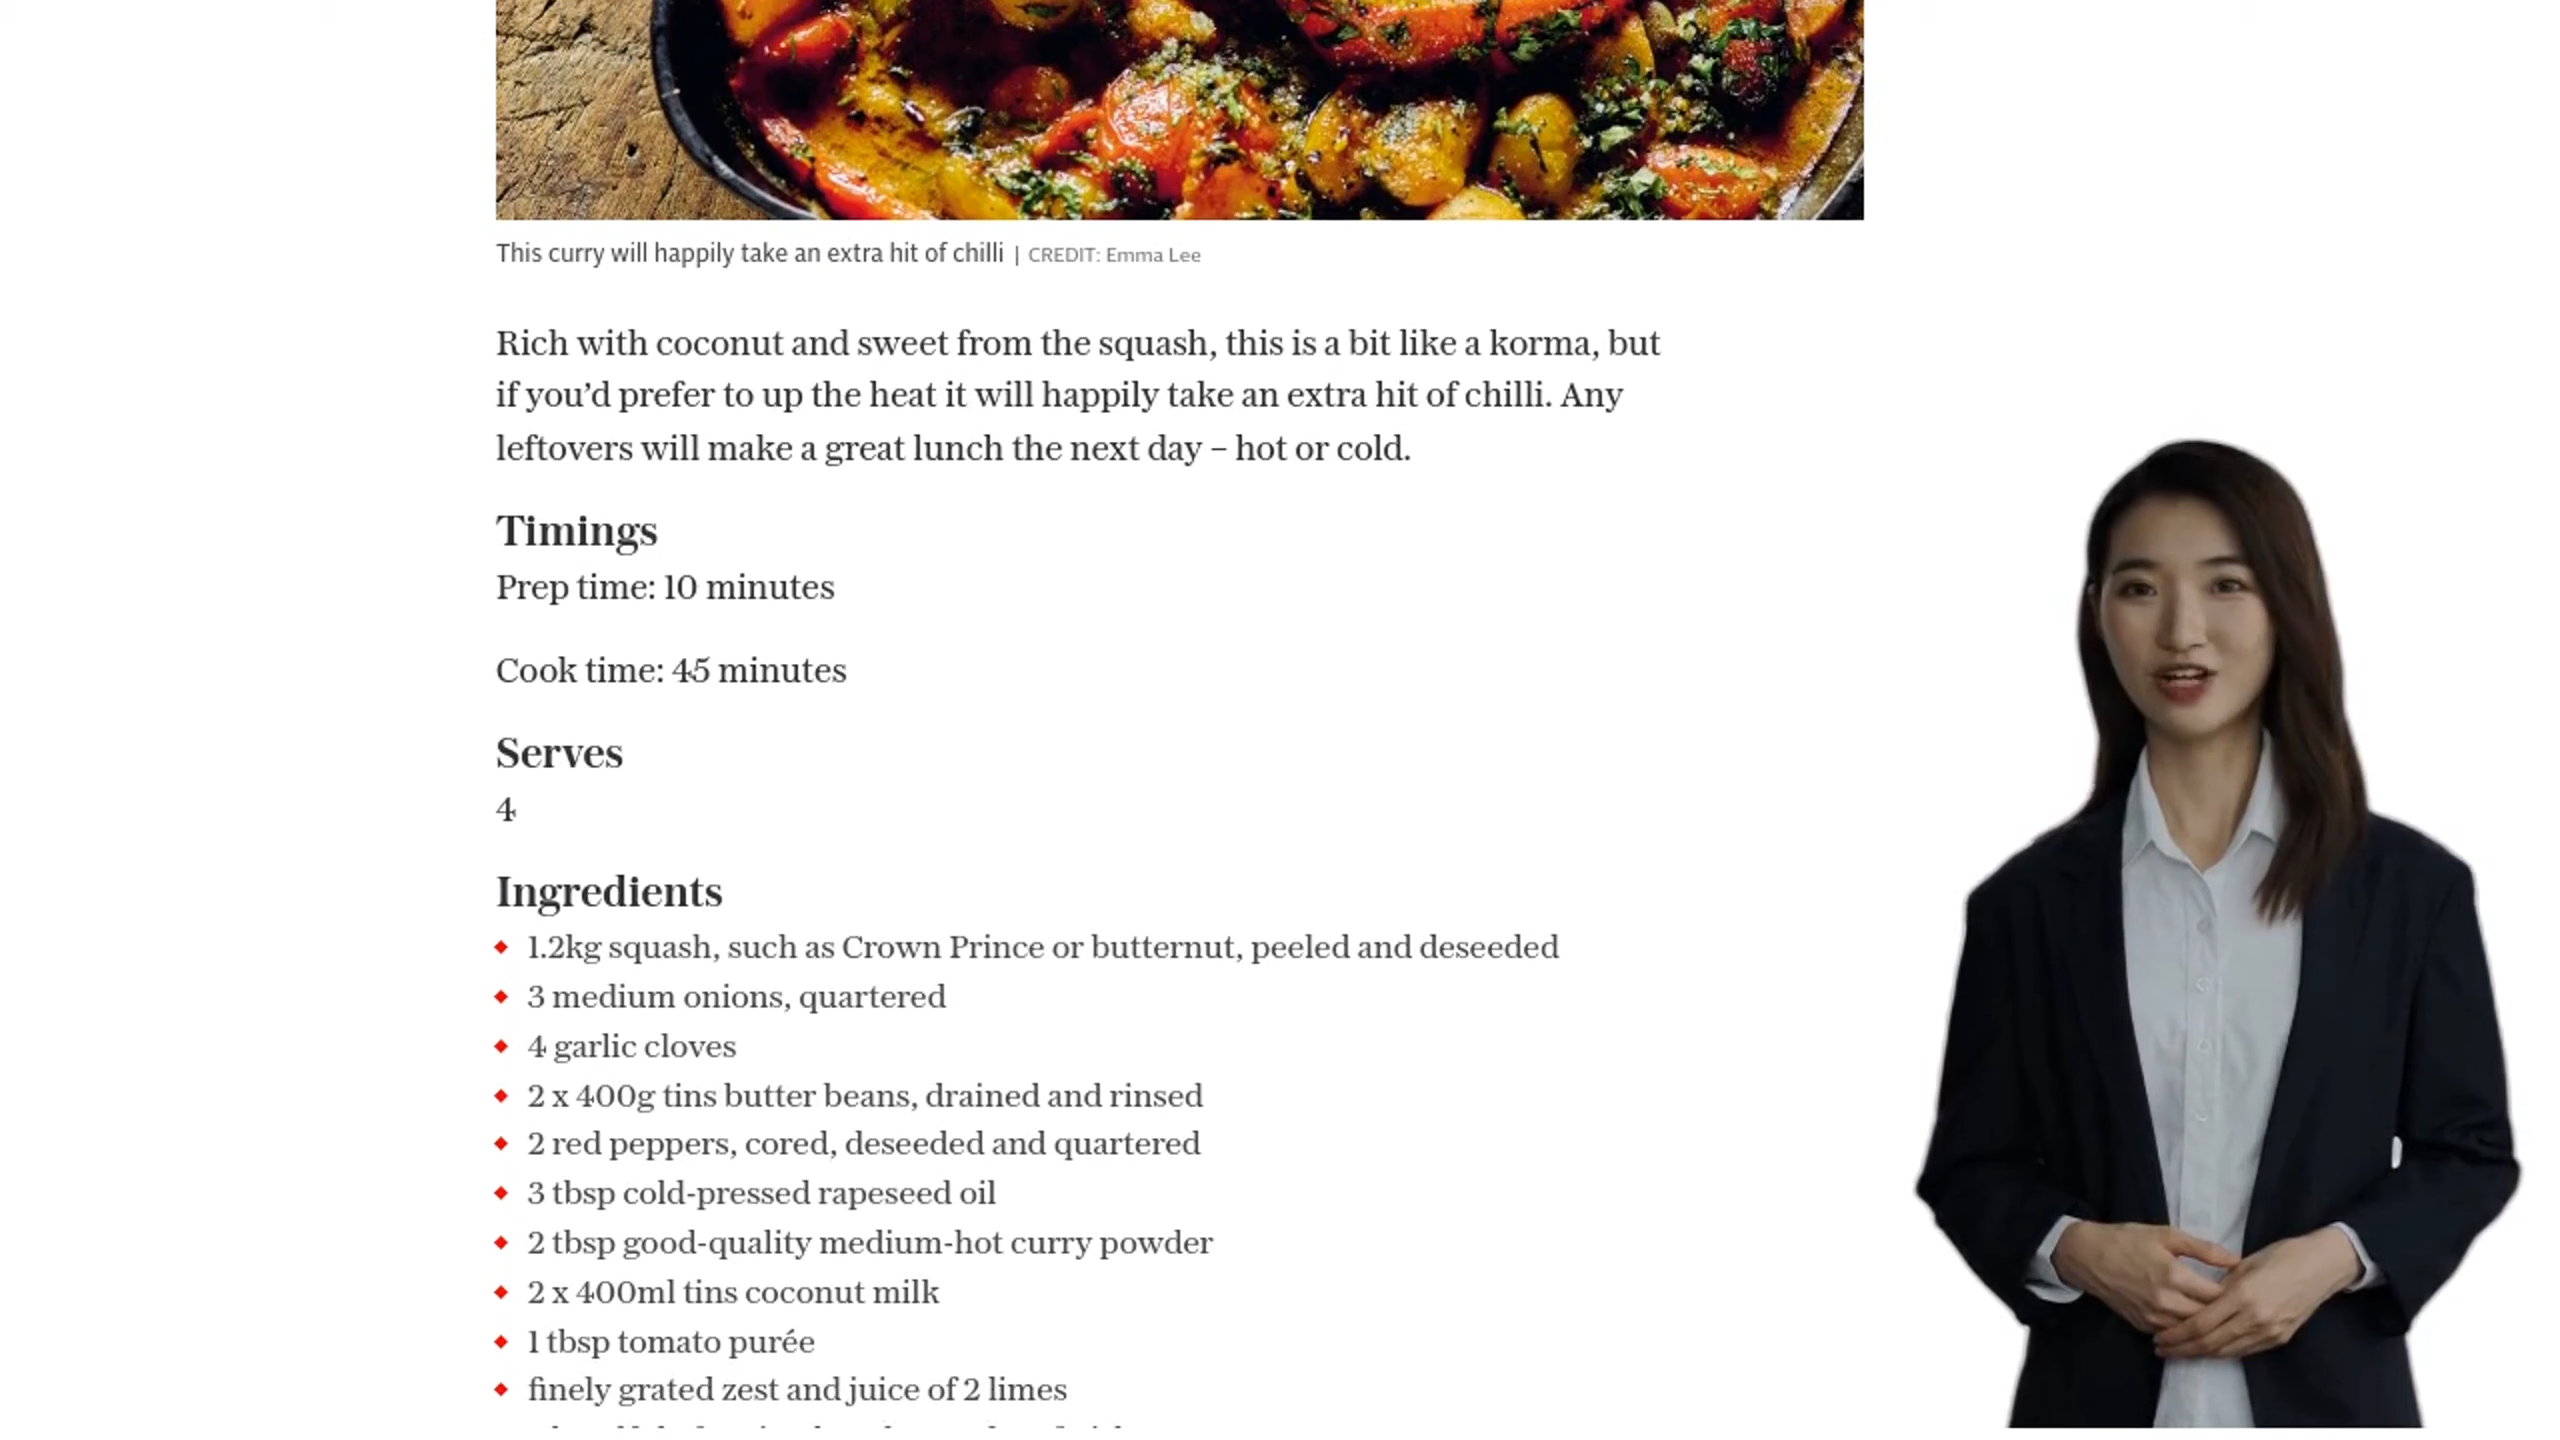 This curry will happily take an extra hit of chilli | CREDIT: Emma Lee
Rich with coconut and sweet from the squash, this is a bit like a korma, but
if you’d prefer to up the heat it will happily take an extra hit of chilli. Any
leftovers will make a great lunch the next day – hot or cold.
Timings
Prep time: 10 minutes
Cook time: 45 minutes
Serves
4
Ingredients
1.2kg squash, such as Crown Prince or butternut, peeled and deseeded
3 medium onions, quartered
4 garlic cloves
2 x 400g tins butter beans, drained and rinsed
2 red peppers, cored, deseeded and quartered
3 tbsp cold-pressed rapeseed oil
2 tbsp good-quality medium-hot curry powder
2 x 400ml tins coconut milk
1 tbsp tomato purée
finely grated zest and juice of 2 limes